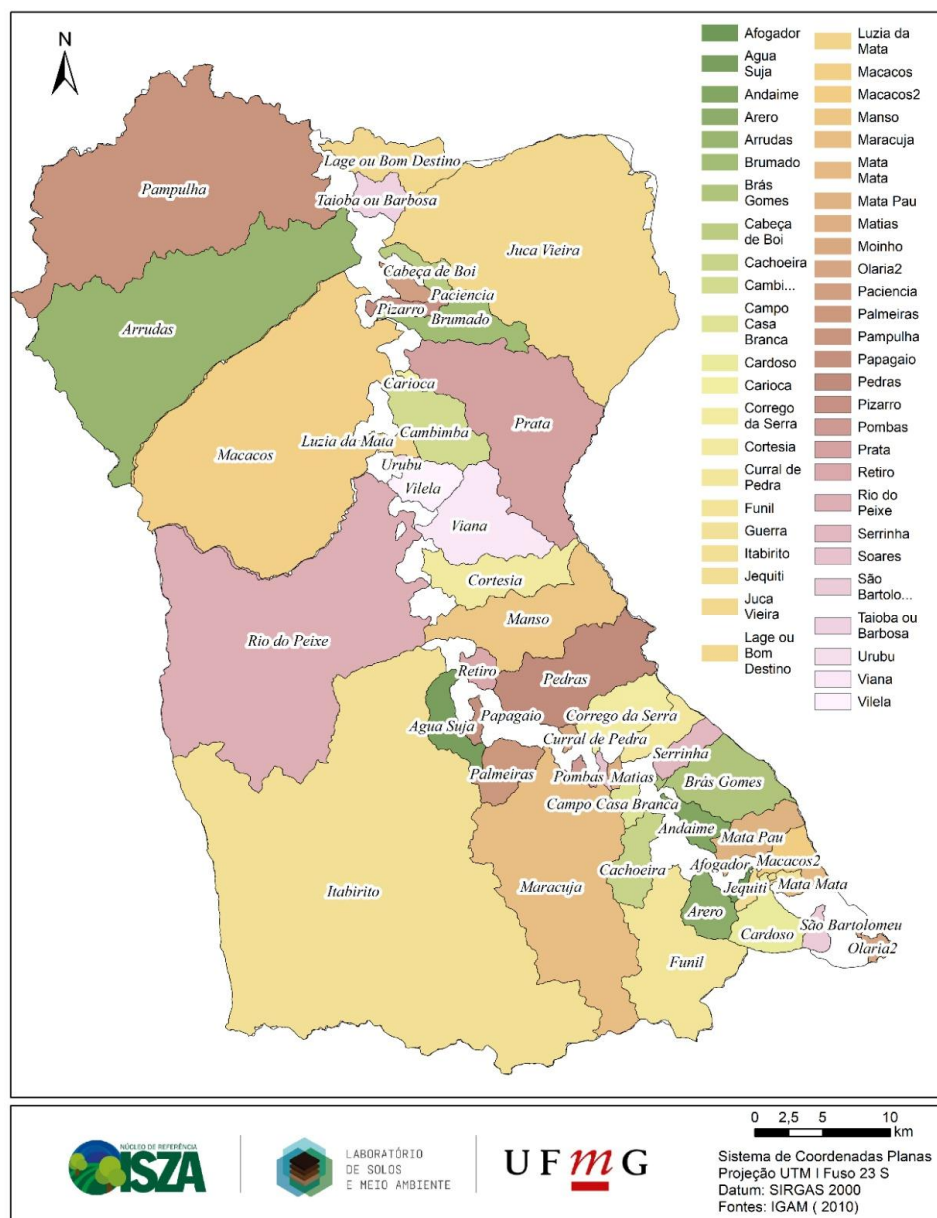 N
Lage ou Bom Destino
Pampulha
Taioba ou Barbosa
Juca Vieira
Cabeça de Boi
Paciencia
Pizarro
Brumado
Arrudas
Carioca
Prata
Luzia da Mata
Cambimba
Macacos
Urubu
Vilela
Viana
Cortesia
Manso
Rio do Peixe
Retiro
Pedras
Papagaio
Corrego da Serra
Agua Suja
Curral de Pedra
Serrinha
Palmeiras
Pombas
Matias
Brás Gomes
Campo Casa Branca
Andaime
Mata Pau
Cachoeira
Afogador
Macacos2
Itabirito
Maracuja
Jequiti
Mata Mata
Arero
São Bartolomeu
Cardoso
Olaria2
Funil
Afogador
Agua
Suja
Andaime
Arero
Arrudas
Brumado
Brás
Gomes
Cabeça
de Boi
Cachoeira
Cambi...
Campo
Casa
Branca
Cardoso
Carioca
Corrego
da Serra
Cortesia
Curral de
Pedra
Funil
Guerra
Itabirito
Jequiti
Juca
Vieira
Lage ou
Bom
Destino
Luzia da
Mata
Macacos
Macacos2
Manso
Maracuja
Mata
Mata
Mata Pau
Matias
Moinho
Olaria2
Paciencia
Palmeiras
Pampulha
Papagaio
Pedras
Pizarro
Pombas
Prata
Retiro
Rio do
Peixe
Serrinha
Soares
São
Bartolo...
Taioba ou
Barbosa
Urubu
Viana
Vilela
NÚCLEO DE REFERÊNCIA
ISZA
LABORATÓRIO
DE SOLOS
E MEIO AMBIENTE
UFmG
0 2,5 5 10
km
Sistema de Coordenadas Planas
Projeção UTM I Fuso 23 S
Datum: SIRGAS 2000
Fontes: IGAM ( 2010)